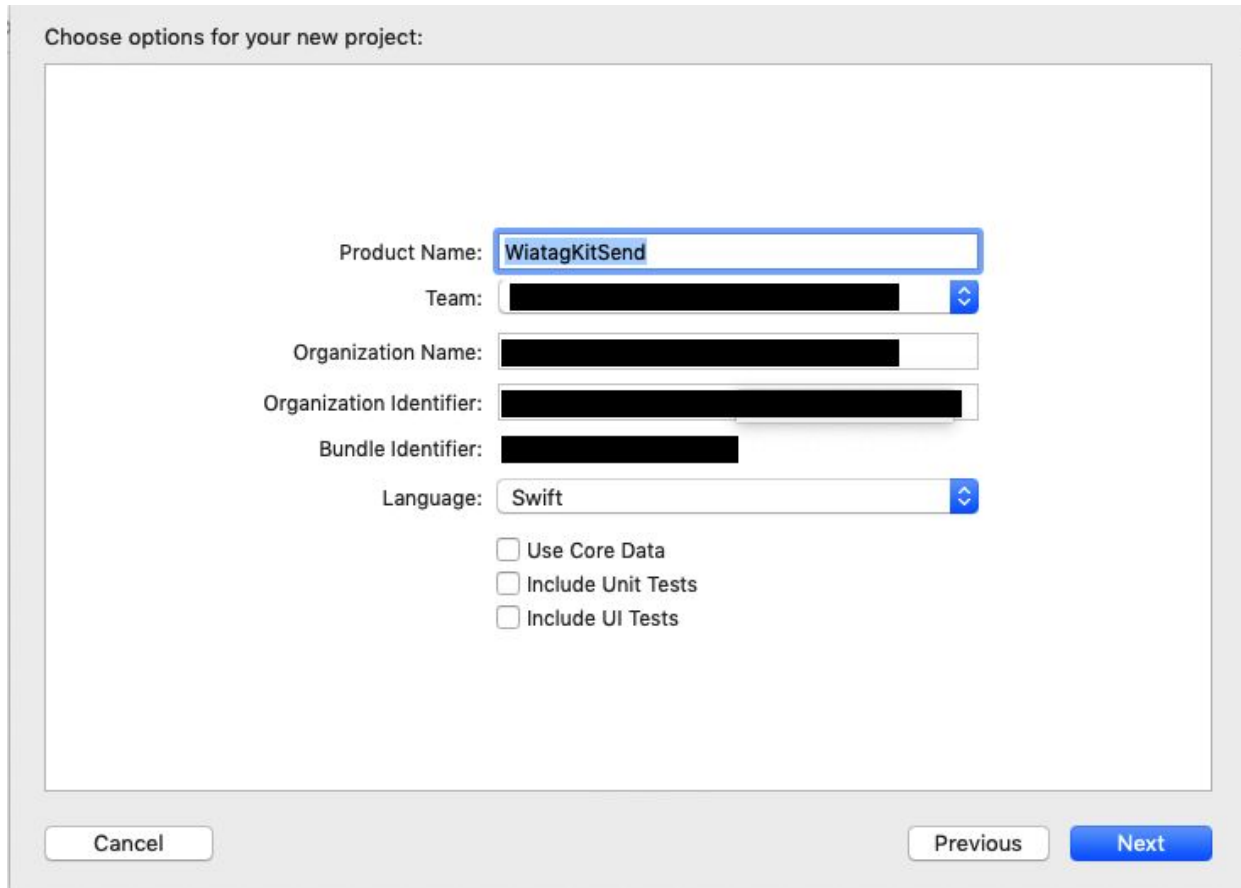 Choose options for your new project:
Product Name: WiatagKitSend
Team:
Organization Name:
Organization Identifier:
Bundle Identifier:
Language: Swift
Use Core Data
Include Unit Tests
Include UI Tests
Cancel Previous Next